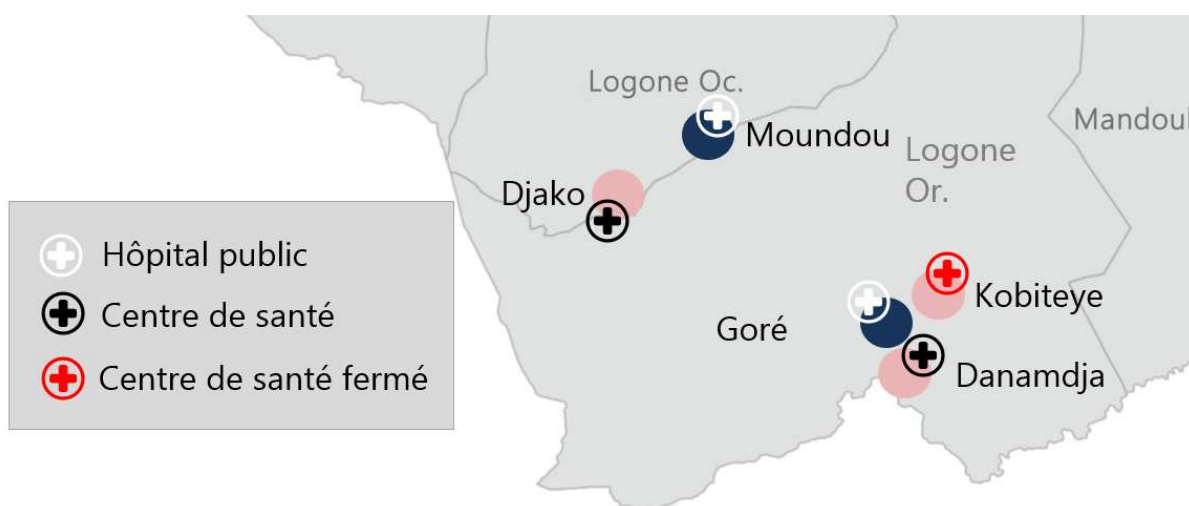 Logone Oc.
Moundou
Mandoul
Logone
Or.
Djako
Hôpital public
Centre de santé
Centre de santé fermé
Kobiteye
Goré
Danamdja